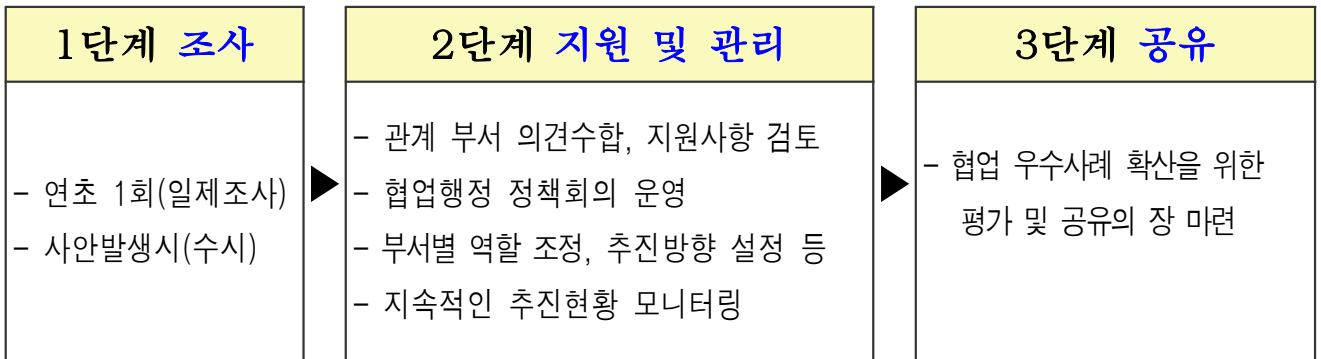 1단계 조사
- 연초 1회(일제조사)
- 사안발생시(수시)
2단계 지원 및 관리
- 관계 부서 의견수합, 지원사항 검토
- 협업행정 정책회의 운영
- 부서별 역할 조정, 추진방향 설정 등
- 지속적인 추진현황 모니터링
3단계 공유
- 협업 우수사례 확산을 위한
평가 및 공유의 장 마련